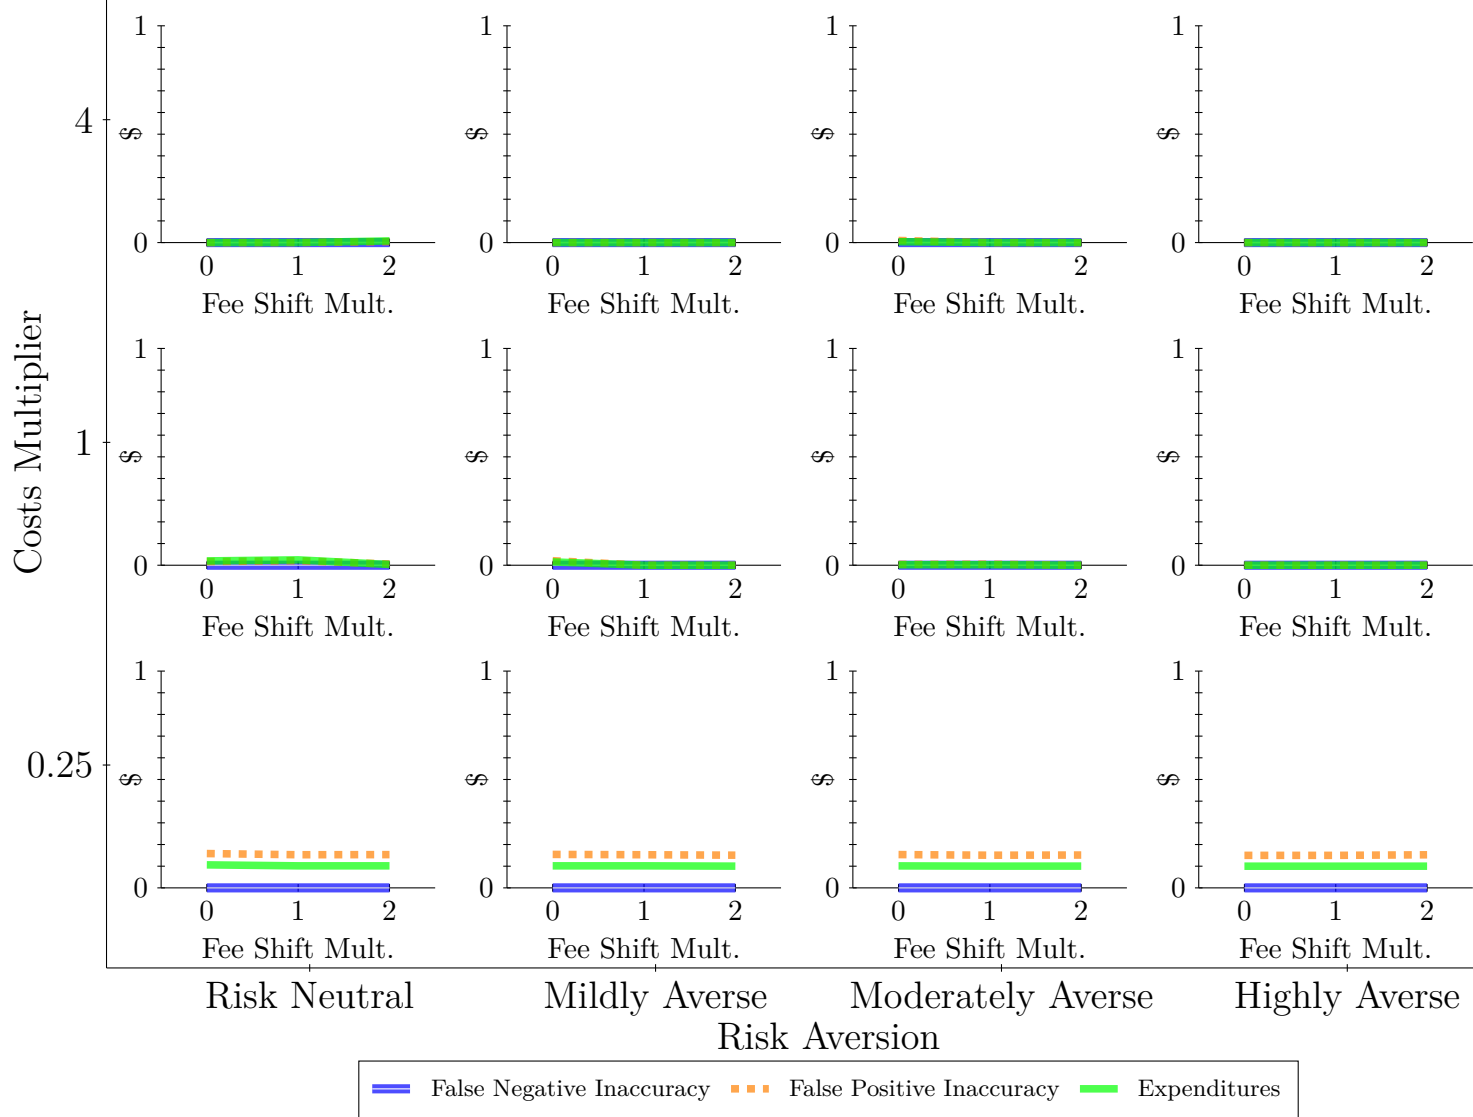 Costs Multiplier
4
1
$
0
0 1 2
Fee Shift Mult.
1
$
0
0 1 2
Fee Shift Mult.
1
$
0
0 1 2
Fee Shift Mult.
1
$
0
0 1 2
Fee Shift Mult.
1
1
$
0
0 1 2
Fee Shift Mult.
1
$
0
0 1 2
Fee Shift Mult.
1
$
0
0 1 2
Fee Shift Mult.
1
$
0
0 1 2
Fee Shift Mult.
0.25
1
$
0
0 1 2
Fee Shift Mult.
1
$
0
0 1 2
Fee Shift Mult.
1
$
0
0 1 2
Fee Shift Mult.
1
$
0
0 1 2
Fee Shift Mult.
Risk Neutral
Mildly Averse
Moderately Averse
Highly Averse
Risk Aversion
False Negative Inaccuracy
False Positive Inaccuracy
Expenditures